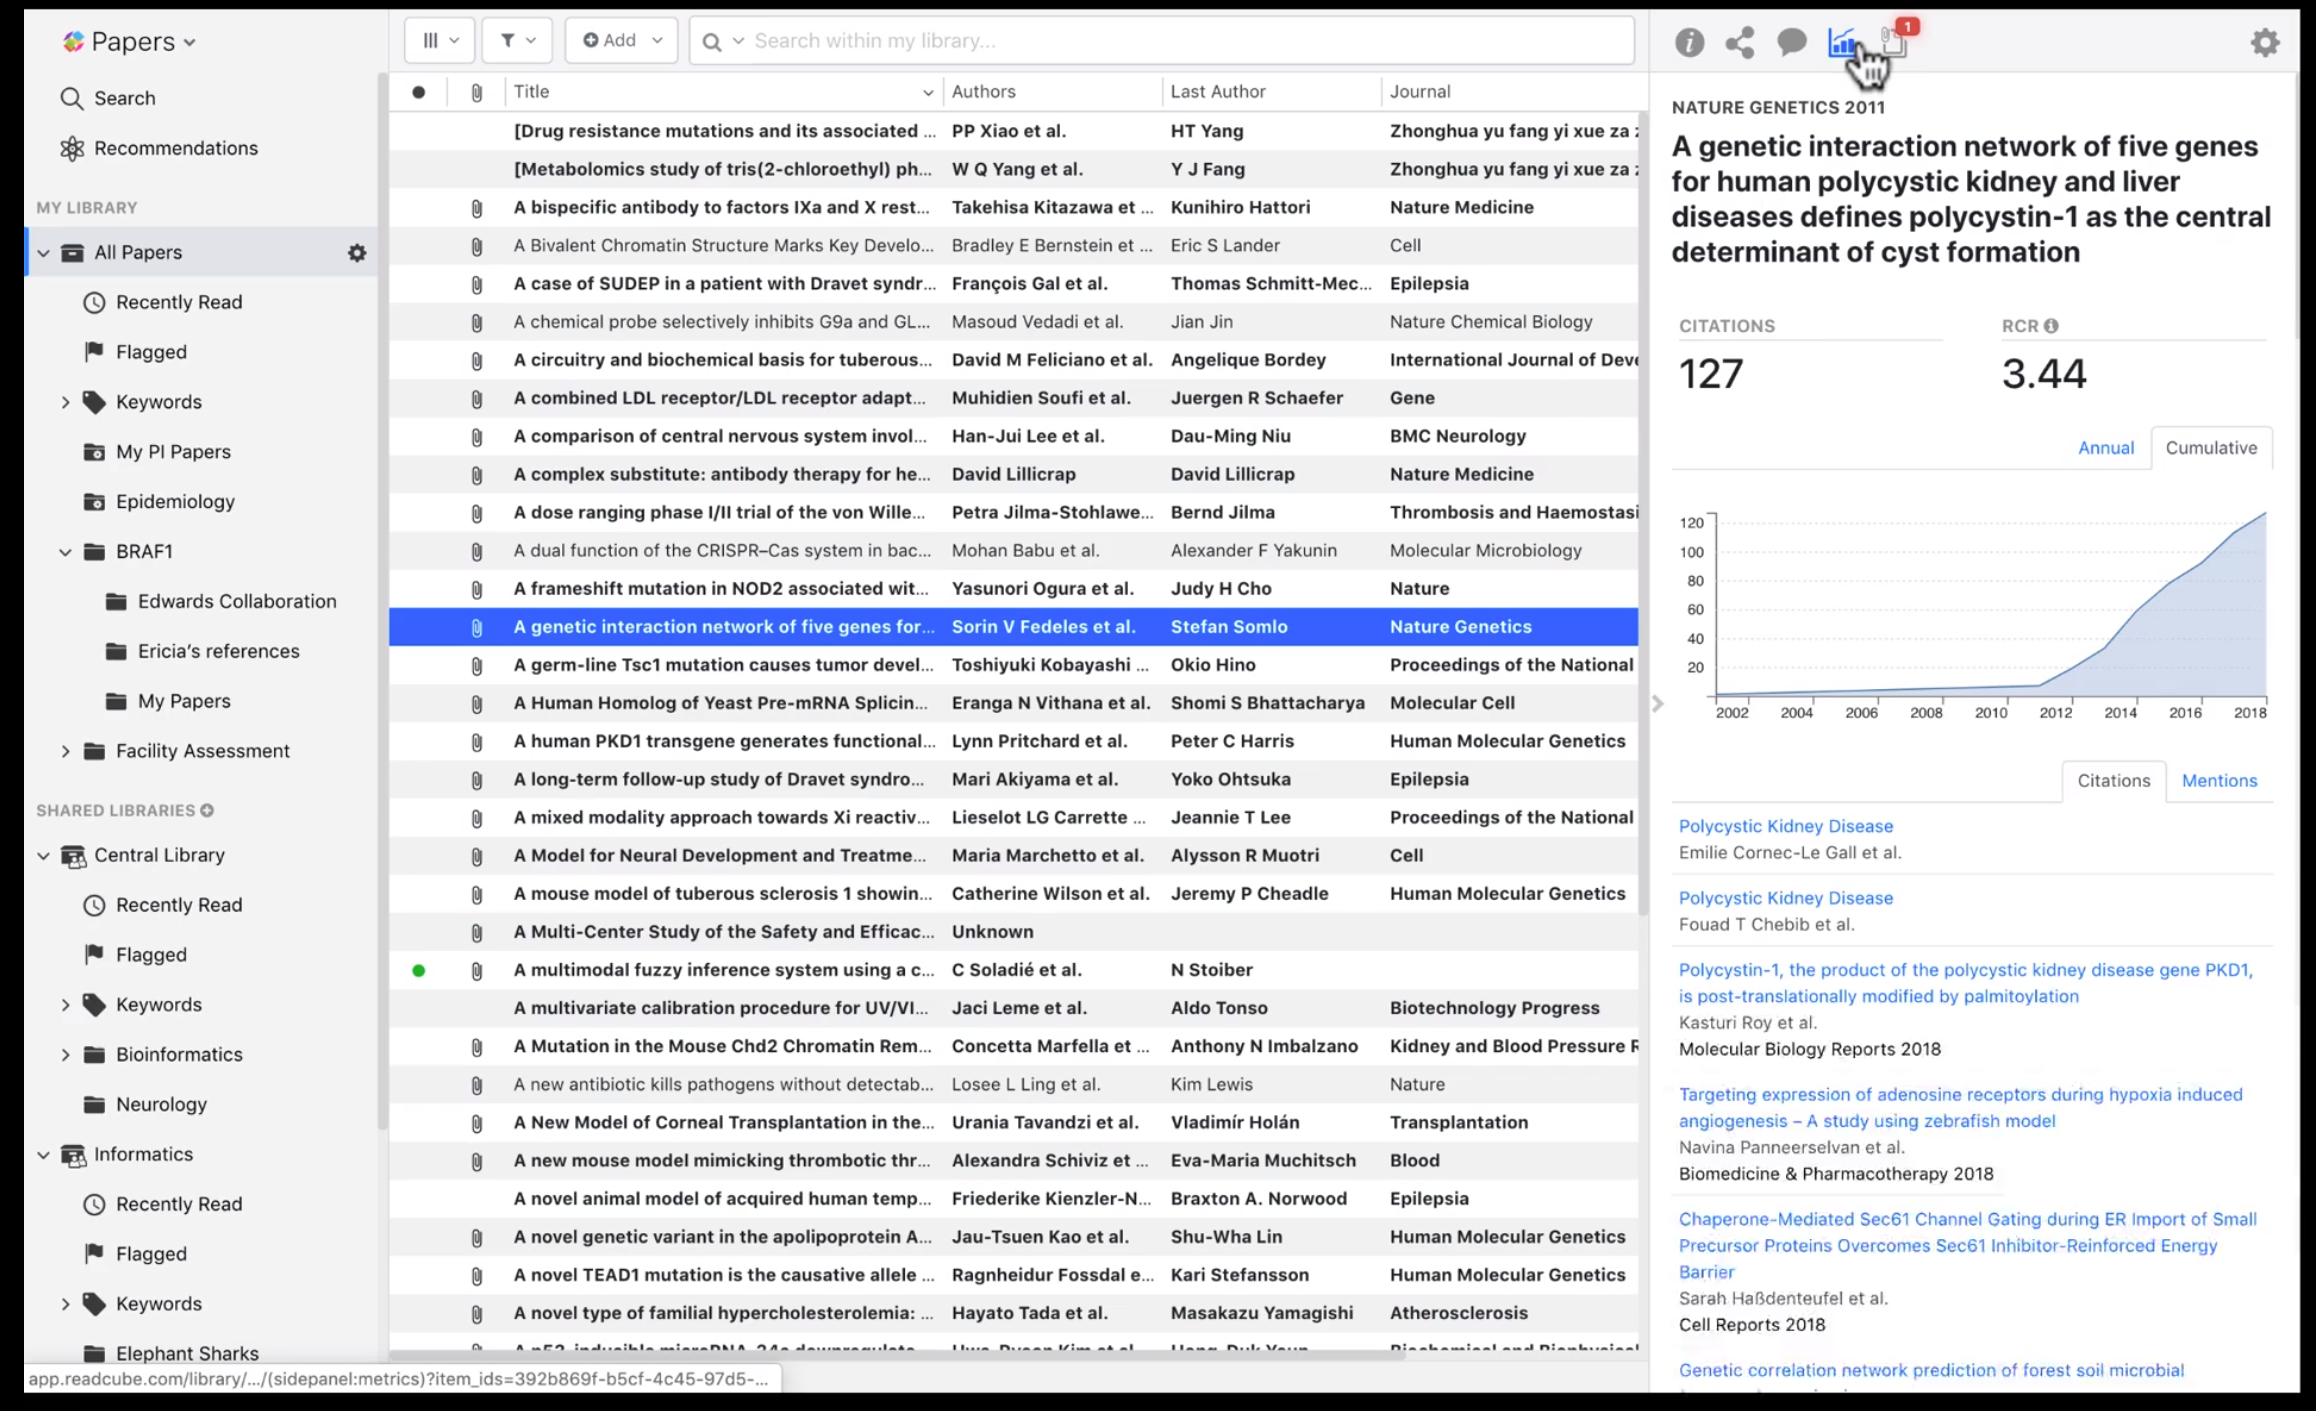 Papers
Search
Recommendations
MY LIBRARY
All Papers
Recently Read
Flagged
Keywords
My PI Papers
Epidemiology
BRAF1
Edwards Collaboration
Ericia's references
My Papers
Facility Assessment
SHARED LIBRARIES
Central Library
Recently Read
Flagged
Keywords
Bioinformatics
Neurology
Informatics
Recently Read
Flagged
Keywords
Elephant Sharks
app.readcube.com/library/.../(sidepanel:metrics)?item_ids=392b869f-b5cf-4c45-97d5-...
Add
Search within my library...
Title Authors Last Author Journal
[Drug resistance mutations and its associated ... PP Xiao et al. HT Yang Zhonghua yu fang yi xue za
[Metabolomics study of tris(2-chloroethyl) ph... W Q Yang et al. Y J Fang Zhonghua yu fang yi xue za
A bispecific antibody to factors IXa and X rest... Takehisa Kitazawa et ... Kunihiro Hattori Nature Medicine
A Bivalent Chromatin Structure Marks Key Develo... Bradley E Bernstein et ... Eric S Lander Cell
A case of SUDEP in a patient with Dravet syndr... François Gal et al. Thomas Schmitt-Mec... Epilepsia
A chemical probe selectively inhibits G9a and GL... Masoud Vedadi et al. Jian Jin Nature Chemical Biology
A circuitry and biochemical basis for tuberous... David M Feliciano et al. Angelique Bordey International Journal of Deve
A combined LDL receptor/LDL receptor adapt... Muhidien Soufi et al. Juergen R Schaefer Gene
A comparison of central nervous system invol... Han-Jui Lee et al. Dau-Ming Niu BMC Neurology
A complex substitute: antibody therapy for he... David Lillicrap David Lillicrap Nature Medicine
A dose ranging phase I/II trial of the von Wille... Petra Jilma-Stohlawe... Bernd Jilma Thrombosis and Haemostasi
A dual function of the CRISPR–Cas system in bac... Mohan Babu et al. Alexander F Yakunin Molecular Microbiology
A frameshift mutation in NOD2 associated wit... Yasunori Ogura et al. Judy H Cho Nature
A genetic interaction network of five genes for... Sorin V Fedeles et al. Stefan Somlo Nature Genetics
A germ-line Tsc1 mutation causes tumor devel... Toshiyuki Kobayashi ... Okio Hino Proceedings of the National
A Human Homolog of Yeast Pre-mRNA Splicin... Eranga N Vithana et al. Shomi S Bhattacharya Molecular Cell
A human PKD1 transgene generates functional... Lynn Pritchard et al. Peter C Harris Human Molecular Genetics
A long-term follow-up study of Dravet syndro... Mari Akiyama et al. Yoko Ohtsuka Epilepsia
A mixed modality approach towards Xi reactiv... Lieselot LG Carrette ... Jeannie T Lee Proceedings of the National
A Model for Neural Development and Treatme... Maria Marchetto et al. Alysson R Muotri Cell
A mouse model of tuberous sclerosis 1 showin... Catherine Wilson et al. Jeremy P Cheadle Human Molecular Genetics
A Multi-Center Study of the Safety and Efficac... Unknown
A multimodal fuzzy inference system using a c... C Soladié et al. N Stoiber
A multivariate calibration procedure for UV/VI... Jaci Leme et al. Aldo Tonso Biotechnology Progress
A Mutation in the Mouse Chd2 Chromatin Rem... Concetta Marfella et ... Anthony N Imbalzano Kidney and Blood Pressure R
A new antibiotic kills pathogens without detectab... Losee L Ling et al. Kim Lewis Nature
A New Model of Corneal Transplantation in the... Urania Tavandzi et al. Vladimír Holán Transplantation
A new mouse model mimicking thrombotic thr... Alexandra Schiviz et ... Eva-Maria Muchitsch Blood
A novel animal model of acquired human temp... Friederike Kienzler-N... Braxton A. Norwood Epilepsia
A novel genetic variant in the apolipoprotein A... Jau-Tsuen Kao et al. Shu-Wha Lin Human Molecular Genetics
A novel TEAD1 mutation is the causative allele ... Ragnheidur Fossdal e... Kari Stefansson Human Molecular Genetics
A novel type of familial hypercholesterolemia: ... Hayato Tada et al. Masakazu Yamagishi Atherosclerosis
1
NATURE GENETICS 2011
A genetic interaction network of five genes
for human polycystic kidney and liver
diseases defines polycystin-1 as the central
determinant of cyst formation
CITATIONS RCR
127 3.44
Annual Cumulative
120
100
80
60
40
20
2002 2004 2006 2008 2010 2012 2014 2016 2018
Citations Mentions
Polycystic Kidney Disease
Emilie Cornec-Le Gall et al.
Polycystic Kidney Disease
Fouad T Chebib et al.
Polycystin-1, the product of the polycystic kidney disease gene PKD1,
is post-translationally modified by palmitoylation
Kasturi Roy et al.
Molecular Biology Reports 2018
Targeting expression of adenosine receptors during hypoxia induced
angiogenesis – A study using zebrafish model
Navina Panneerselvan et al.
Biomedicine & Pharmacotherapy 2018
Chaperone-Mediated Sec61 Channel Gating during ER Import of Small
Precursor Proteins Overcomes Sec61 Inhibitor-Reinforced Energy
Barrier
Sarah Haßdenteufel et al.
Cell Reports 2018
Genetic correlation network prediction of forest soil microbial